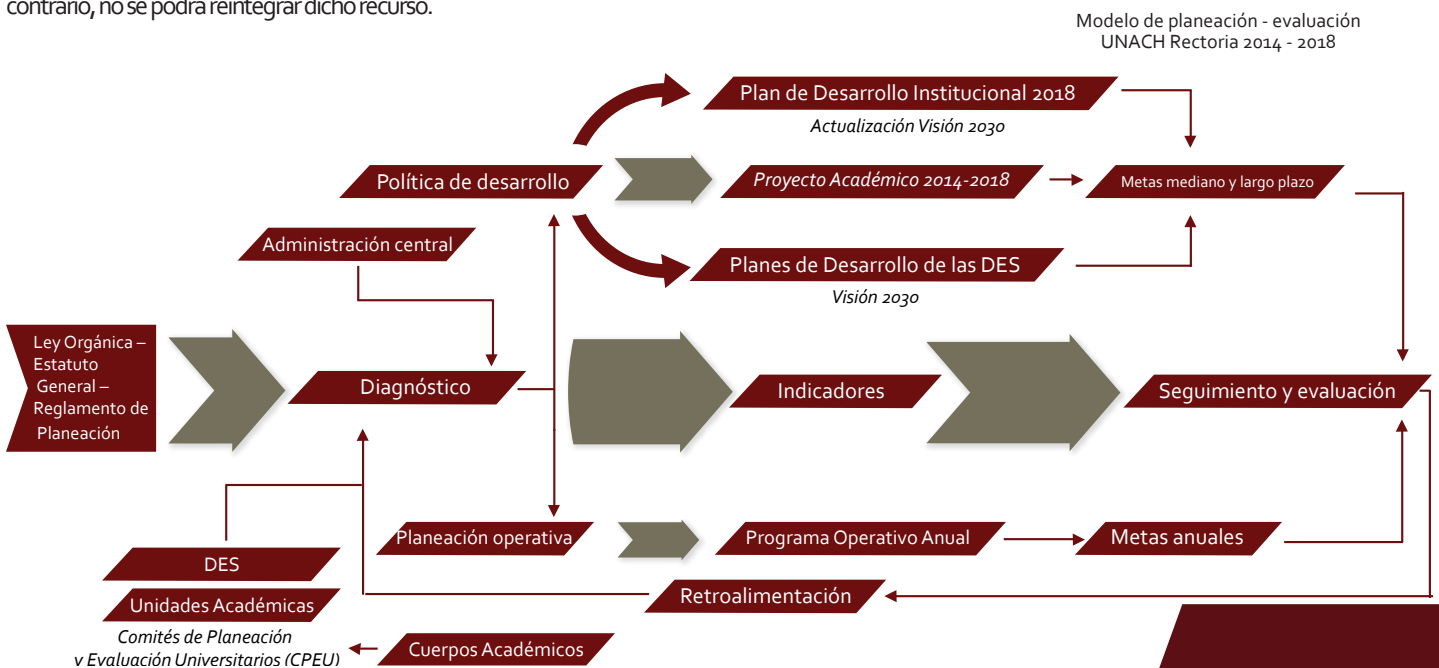 contrario, no se podrá reintegrar dicho recurso.
Modelo de planeación - evaluación
UNACH Rectoria 2014 - 2018
Plan de Desarrollo Institucional 2018
Actualización Visión 2030
Política de desarrollo
Proyecto Académico 2014-2018
Metas mediano y largo plazo
Administración central
Planes de Desarrollo de las DES
Visión 2030
Ley Orgánica –
Estatuto
General –
Reglamento de
Planeación
Diagnóstico
Indicadores
Seguimiento y evaluación
Planeación operativa
Programa Operativo Anual
Metas anuales
DES
Retroalimentación
Unidades Académicas
Comités de Planeación
y Evaluación Universitarios (CPEU)
Cuerpos Académicos